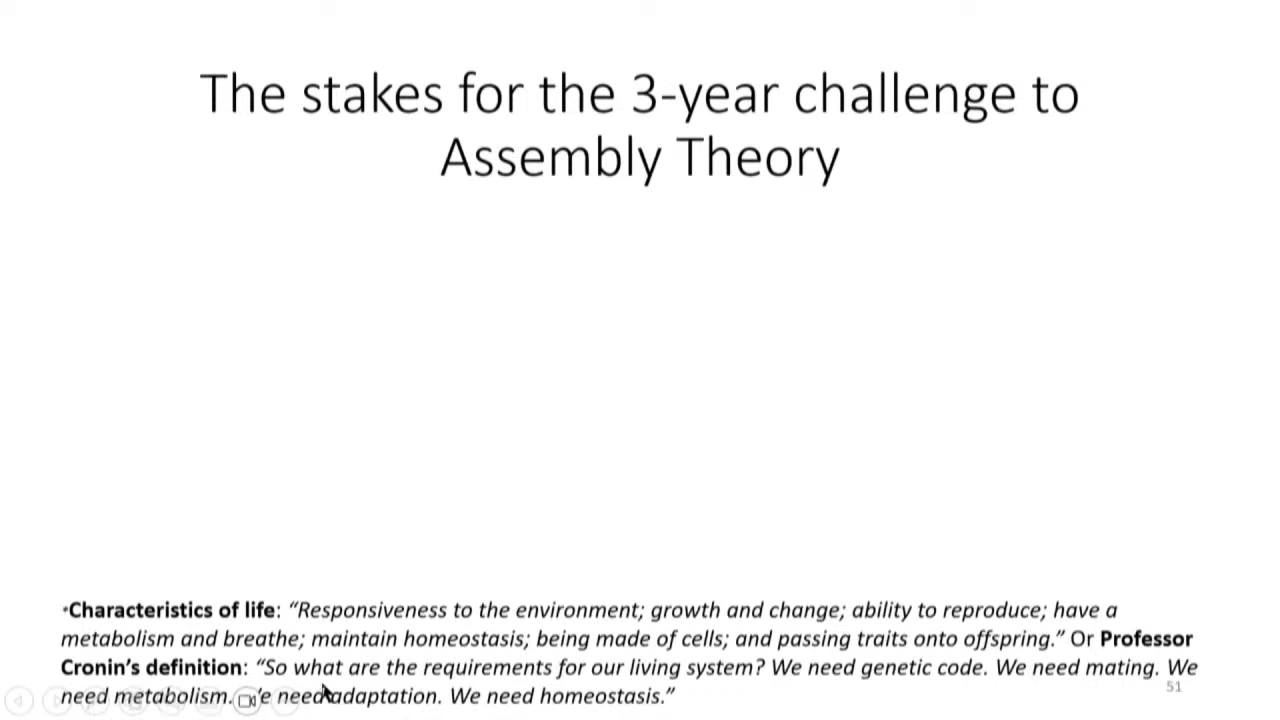 The stakes for the 3-year challenge to
Assembly Theory
*Characteristics of life: “Responsiveness to the environment; growth and change; ability to reproduce; have a
metabolism and breathe; maintain homeostasis; being made of cells; and passing traits onto offspring.” Or Professor
Cronin’s definition: “So what are the requirements for our living system? We need genetic code. We need mating. We
need metabolism. need adaptation. We need homeostasis.”
51